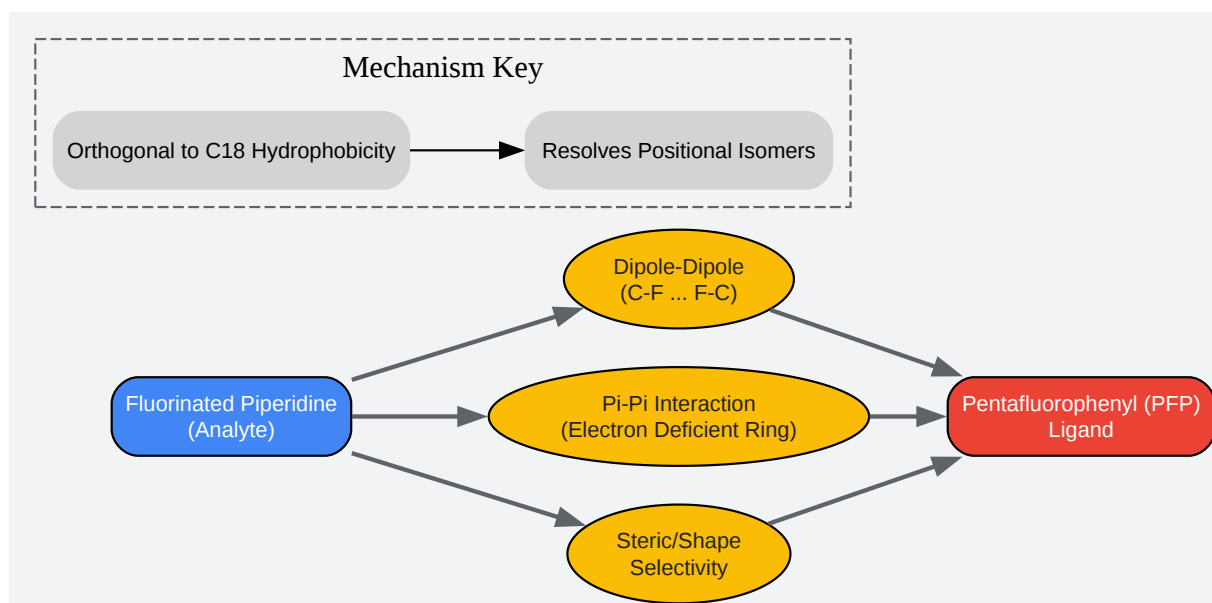 Mechanism Key
Orthogonal to C18 Hydrophobicity
Resolves Positional Isomers
Dipole-Dipole
(C-F ... F-C)
Fluorinated Piperidine
(Analyte)
Pi-Pi Interaction
(Electron Deficient Ring)
Pentafluorophenyl (PFP)
Ligand
Steric/Shape
Selectivity